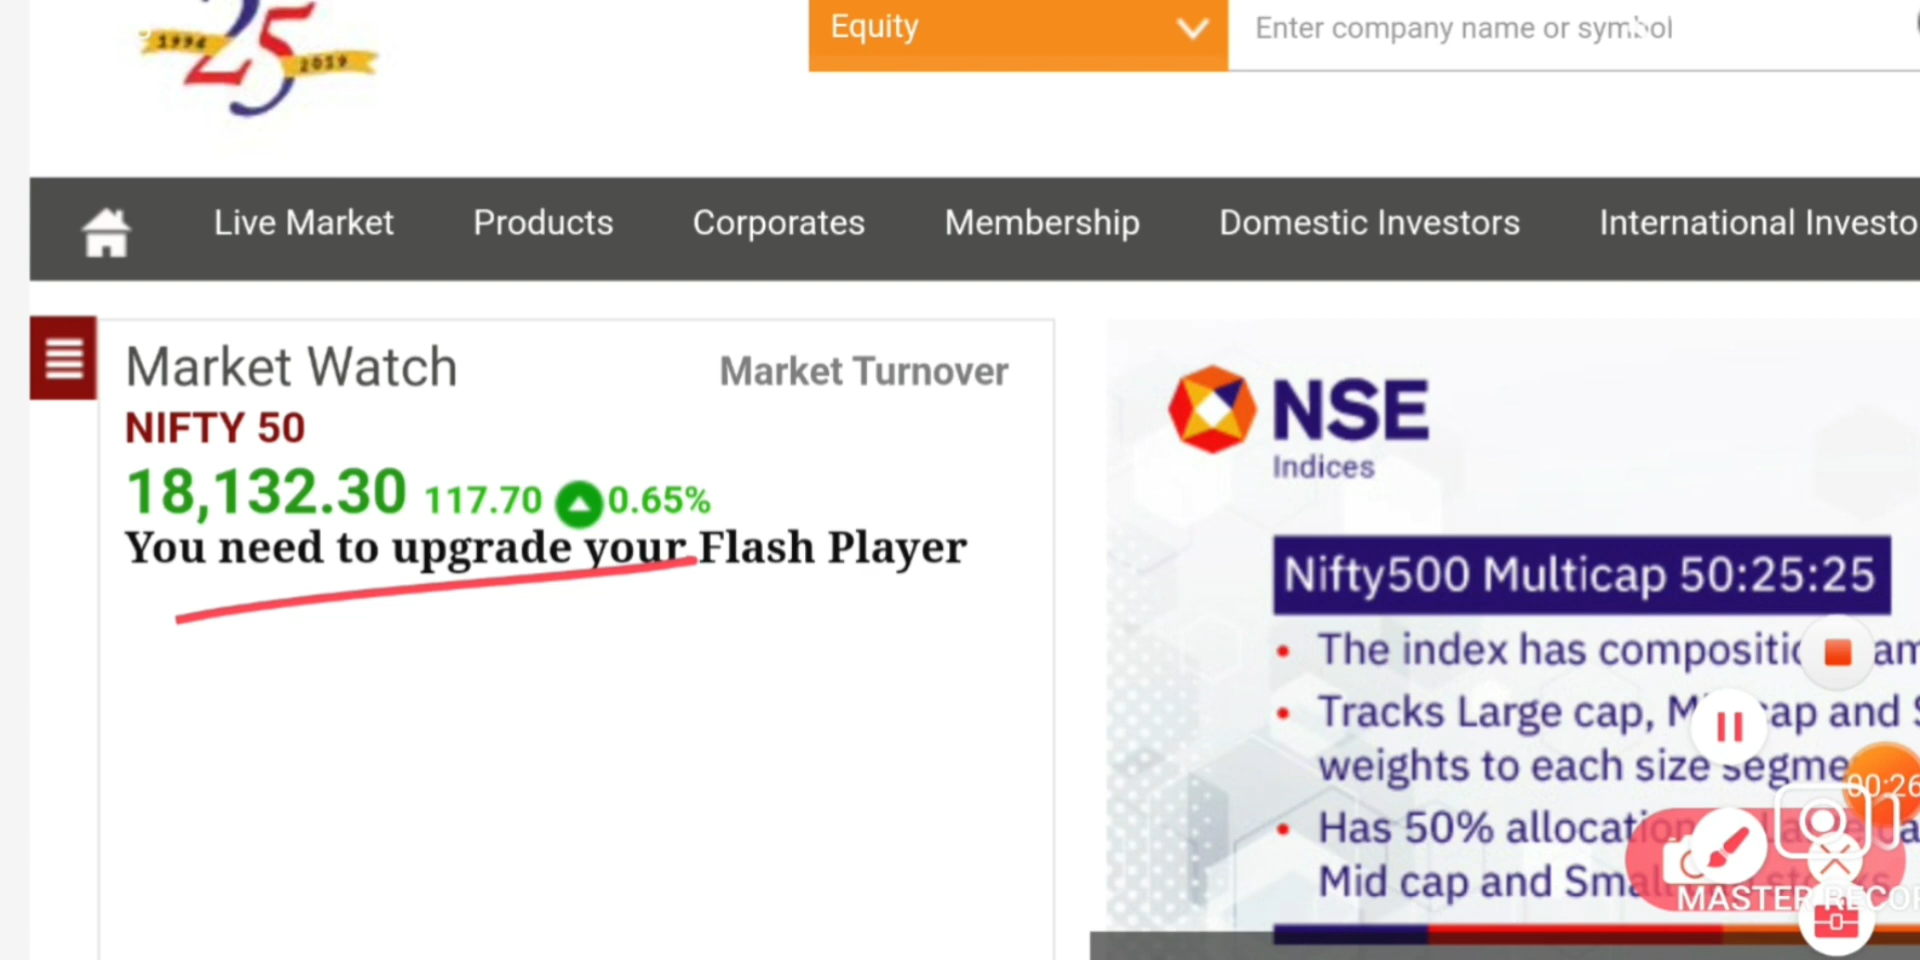 1994
25
2019
Equity
Enter company name or symbol
Live Market Products Corporates Membership Domestic Investors International Investo
Market Watch Market Turnover
NIFTY 50
18,132.30 117.70 0.65%
You need to upgrade your Flash Player
NSE
Indices
Nifty500 Multicap 50:25:25
The index has
Tracks Large cap, and
weights to each size
Has 50%
Mid cap and
00:26
MASTER